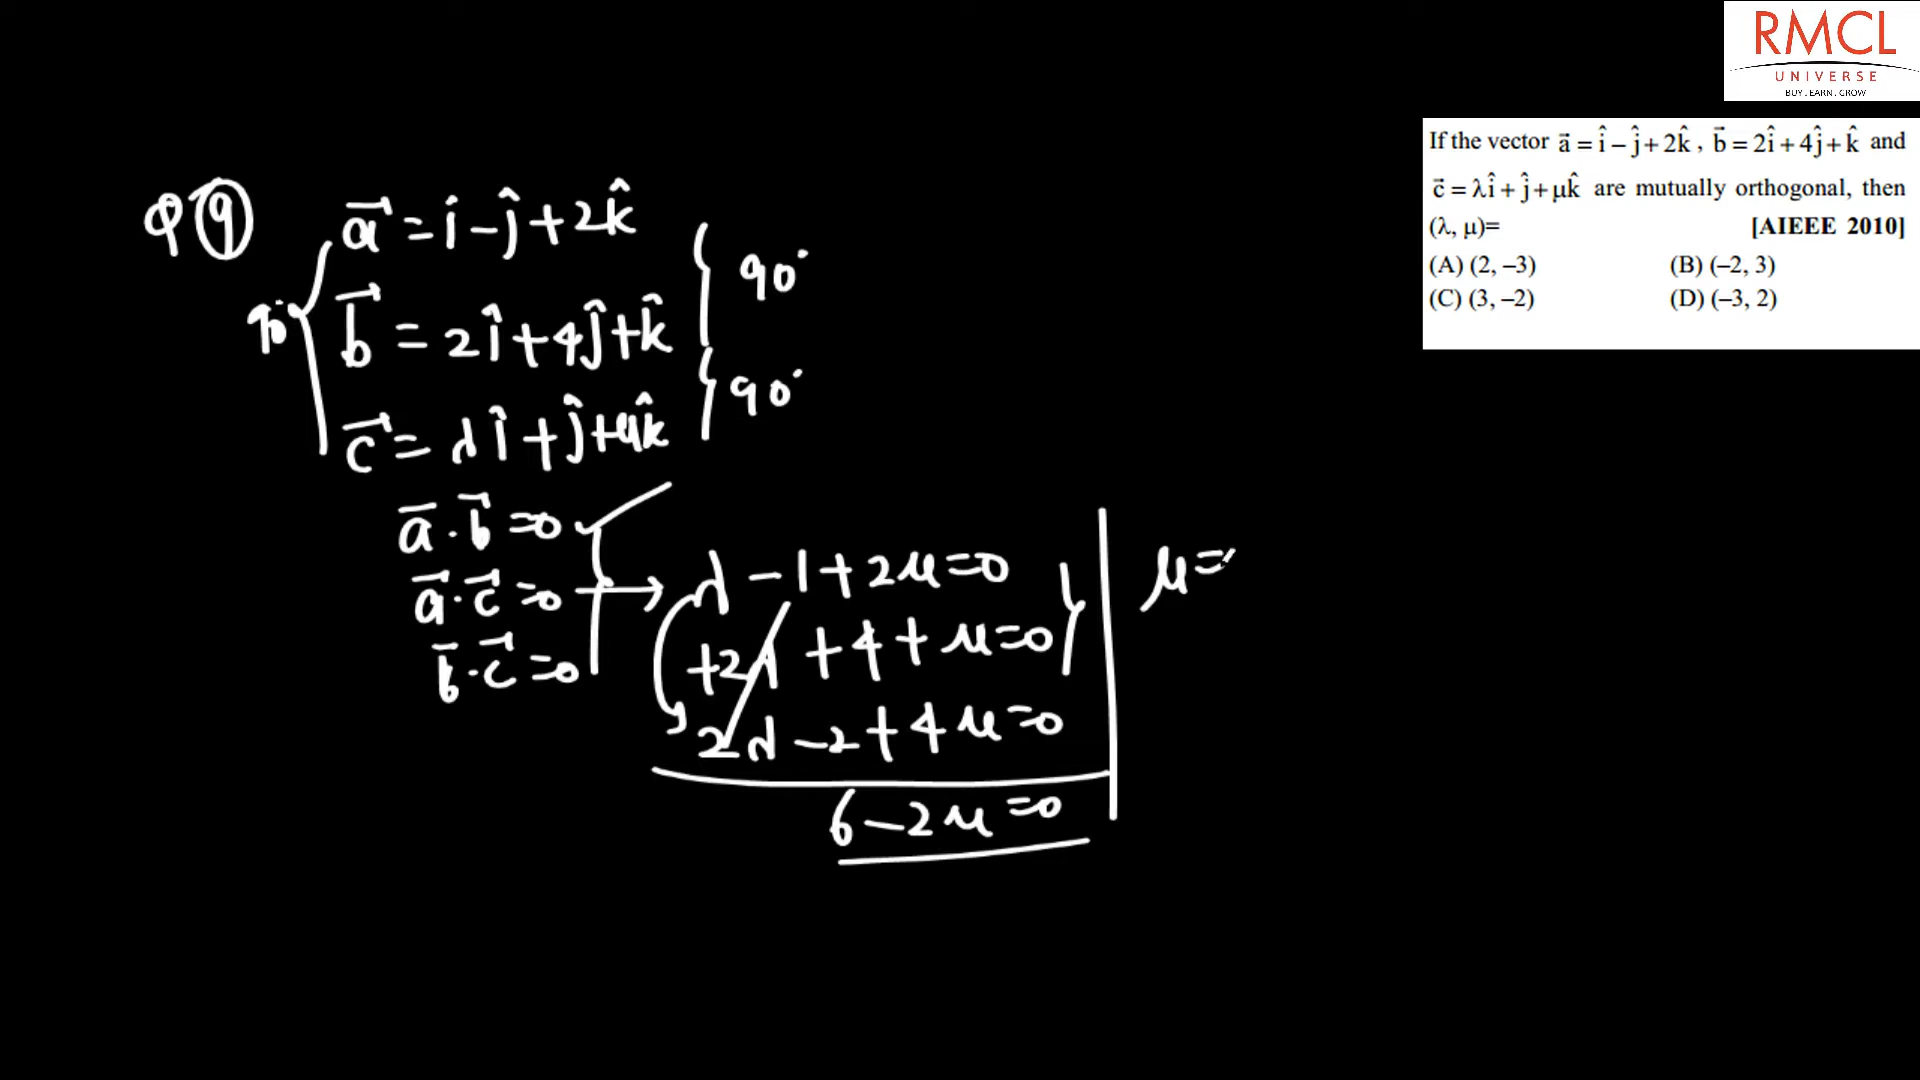 RMCL
UNIVERSE
BUY . EARN . GROW
If the vector a⃗ = î − ĵ + 2k̂ , b⃗ = 2î + 4ĵ + k̂ and
c⃗ = λî + ĵ + μk̂ are mutually orthogonal, then
(λ, μ)= [AIEEE 2010]
(A) (2, –3) (B) (–2, 3)
(C) (3, –2) (D) (–3, 2)
Q 9 a⃗ = î − ĵ + 2k̂
90°
b⃗ = 2î + 4ĵ + k̂
90°
90°
c⃗ = λî + ĵ + μk̂
a⃗ · b⃗ = 0
a⃗ · c⃗ = 0 → λ − 1 + 2μ = 0
b⃗ · c⃗ = 0
+2λ + 4 + μ = 0
2λ − 2 + 4μ = 0
6 − 2μ = 0
μ =